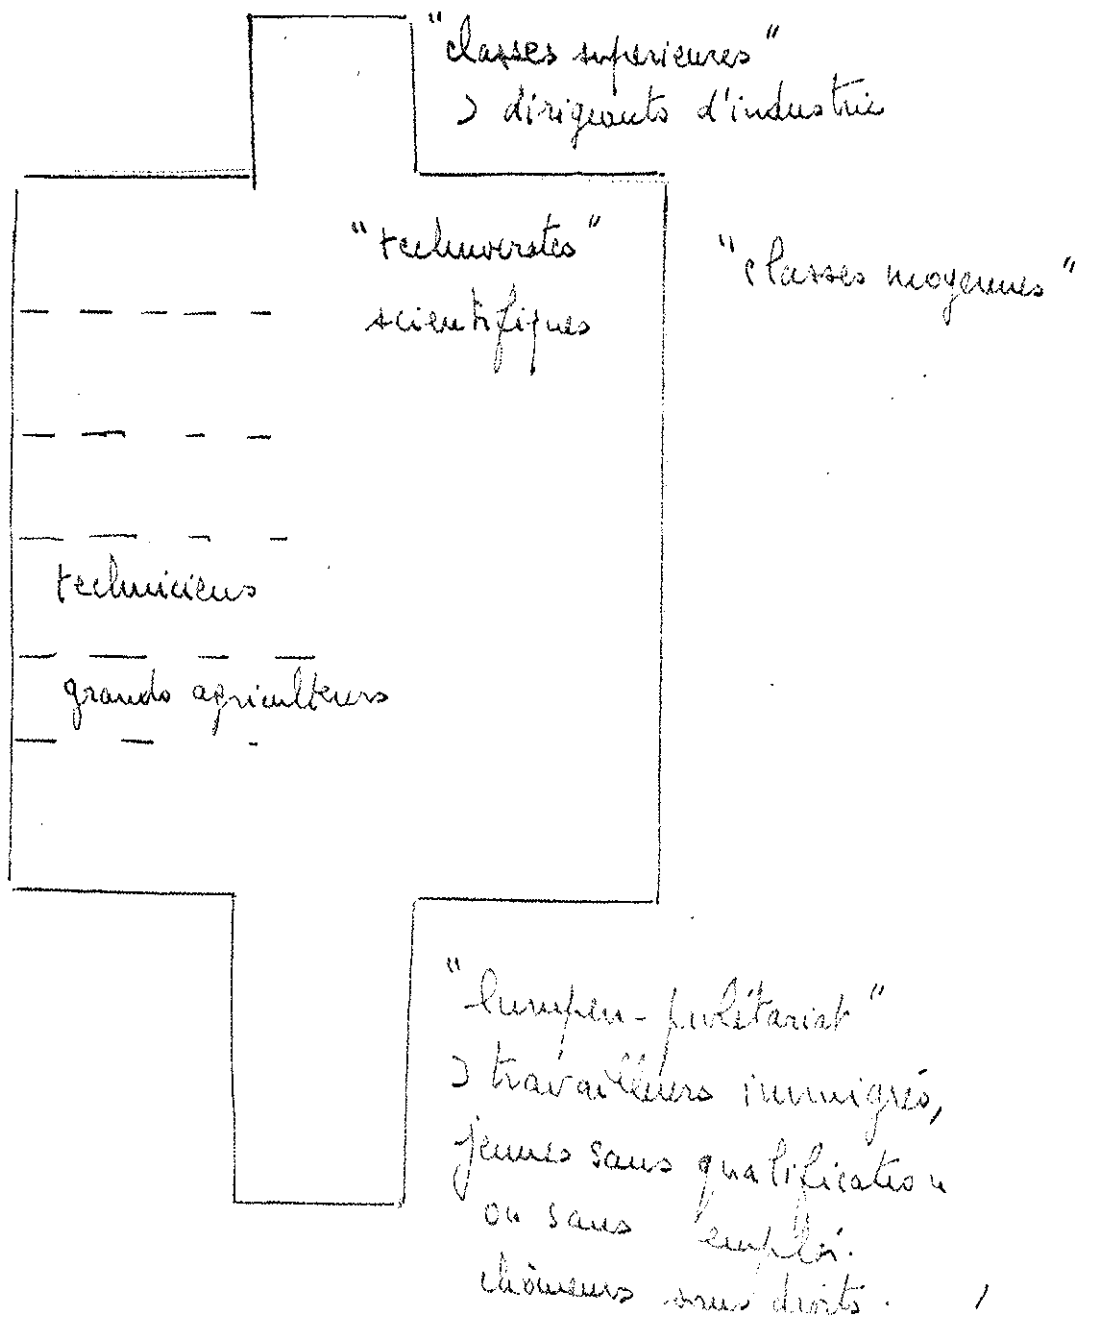 "classes supérieures"
⊃ dirigeants d'industrie
"technocrates"
scientifiques
"classes moyennes"
techniciens
grands agriculteurs
"lumpen-prolétariat"
⊃ travailleurs immigrés,
jeunes sans qualification
ou sans emploi.
chômeurs sans droits.